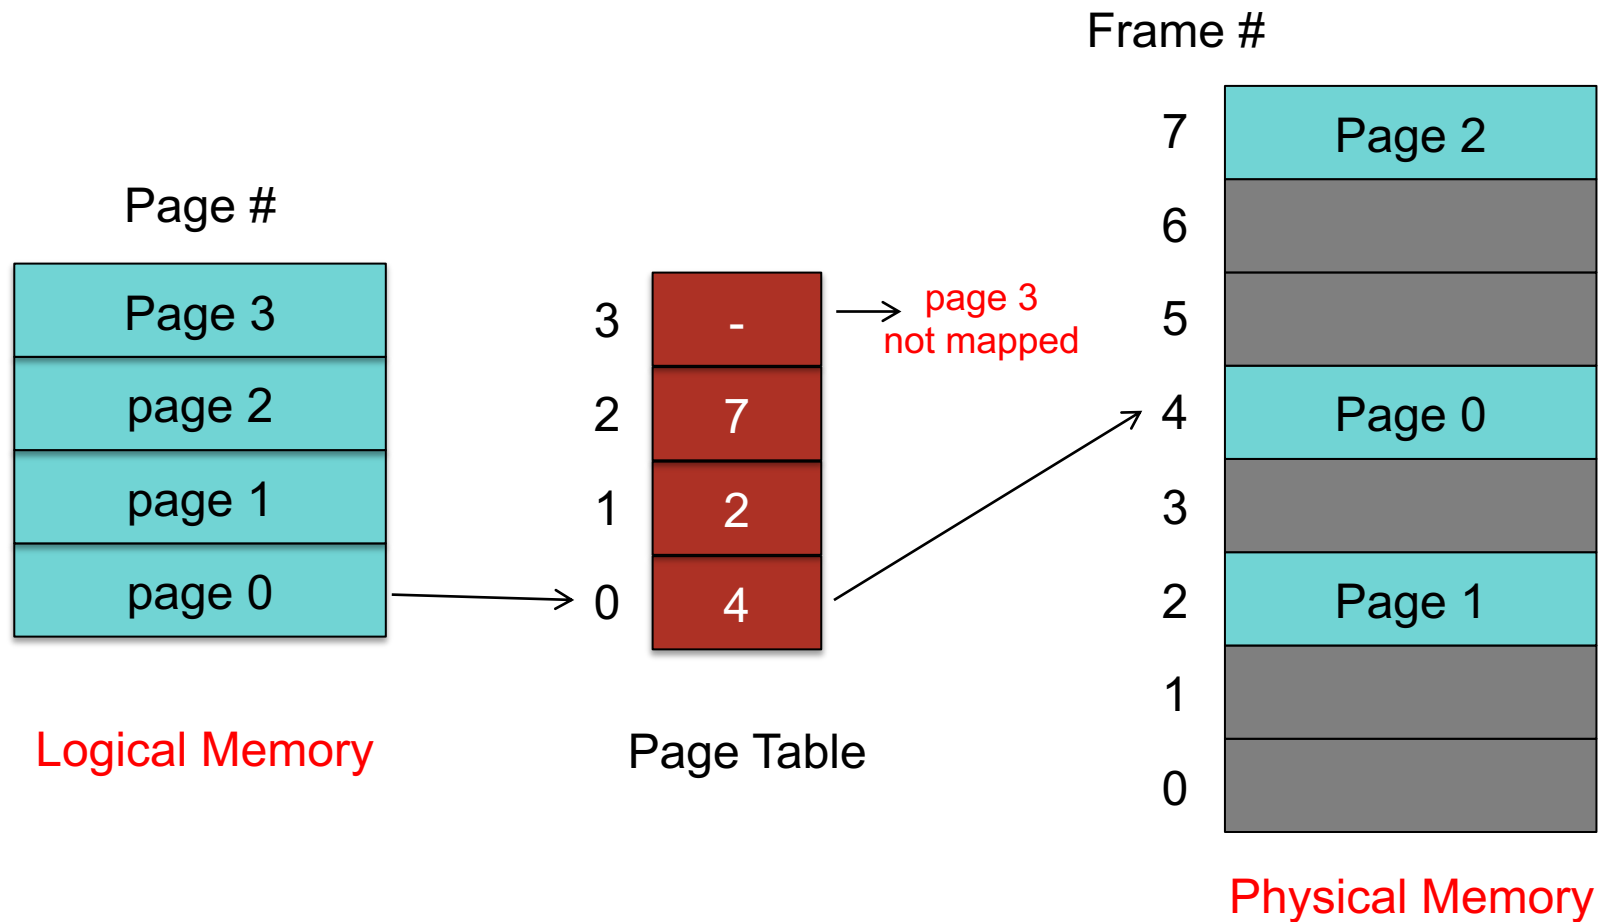 Frame #
Page #
Page 3
page 2
page 1
page 0
Logical Memory
3
-
2
7
1
2
0
4
page 3
not mapped
Page Table
7
Page 2
6
5
4
Page 0
3
2
Page 1
1
0
Physical Memory